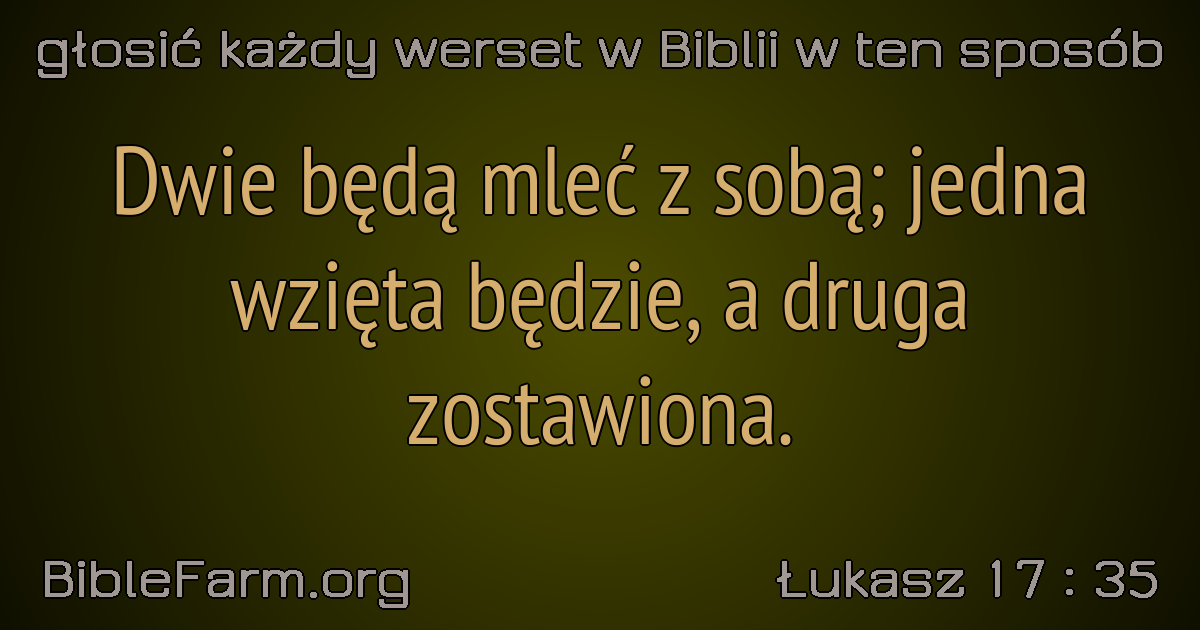 głosić każdy werset w Biblii w ten sposób
Dwie będą mleć z sobą; jedna
wzięta będzie, a druga
zostawiona.
BibleFarm.org
Łukasz 17 : 35